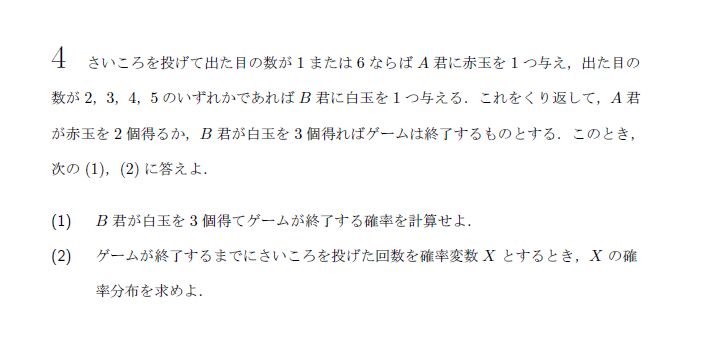 4 さいころを投げて出た目の数が 1 または 6 ならば A 君に赤玉を 1 つ与え，出た目の
数が 2，3，4，5 のいずれかであれば B 君に白玉を 1 つ与える．これをくり返して，A 君
が赤玉を 2 個得るか，B 君が白玉を 3 個得ればゲームは終了するものとする．このとき，
次の (1)，(2) に答えよ．
(1) B 君が白玉を 3 個得てゲームが終了する確率を計算せよ．
(2) ゲームが終了するまでにさいころを投げた回数を確率変数 X とするとき，X の確
率分布を求めよ．